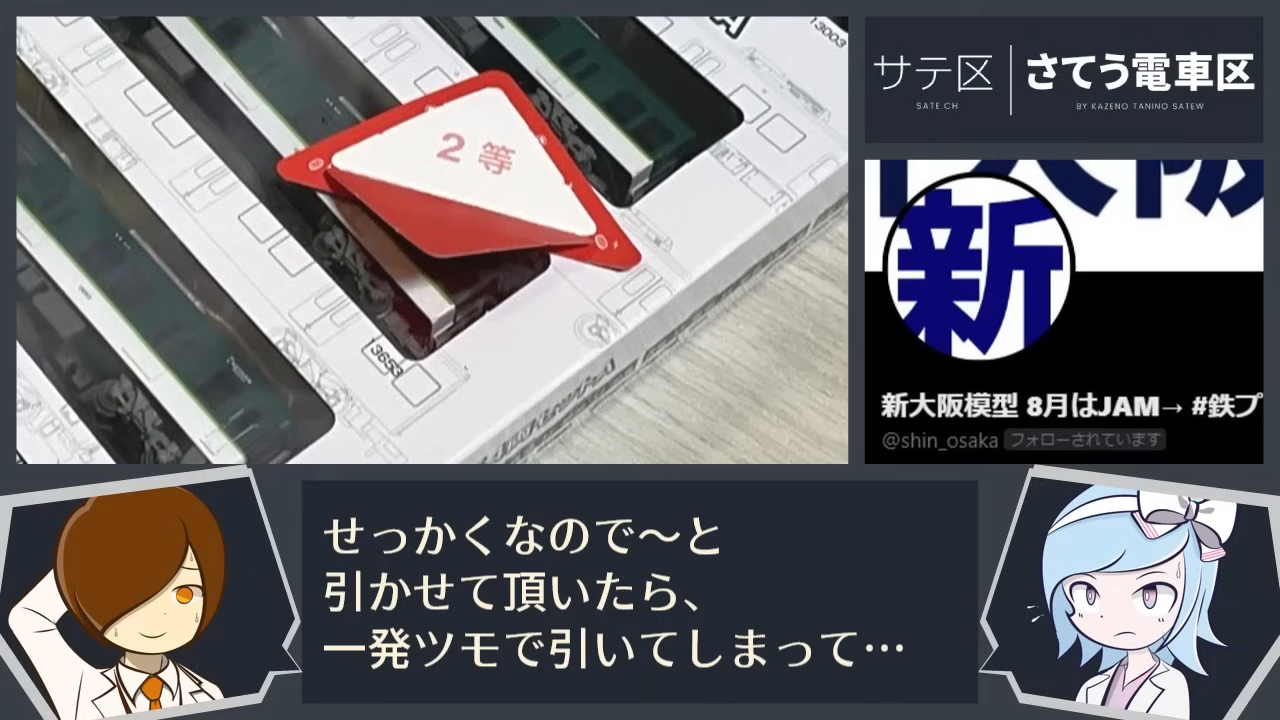 13003
2 等
3653
サテ区
SATE.CH
さてう電車区
BY KAZENO TANINO SATEW
新
新大阪模型 8月はJAM→ #鉄プ
@shin_osaka フォローされています
せっかくなので～と
引かせて頂いたら、
一発ツモで引いてしまって…